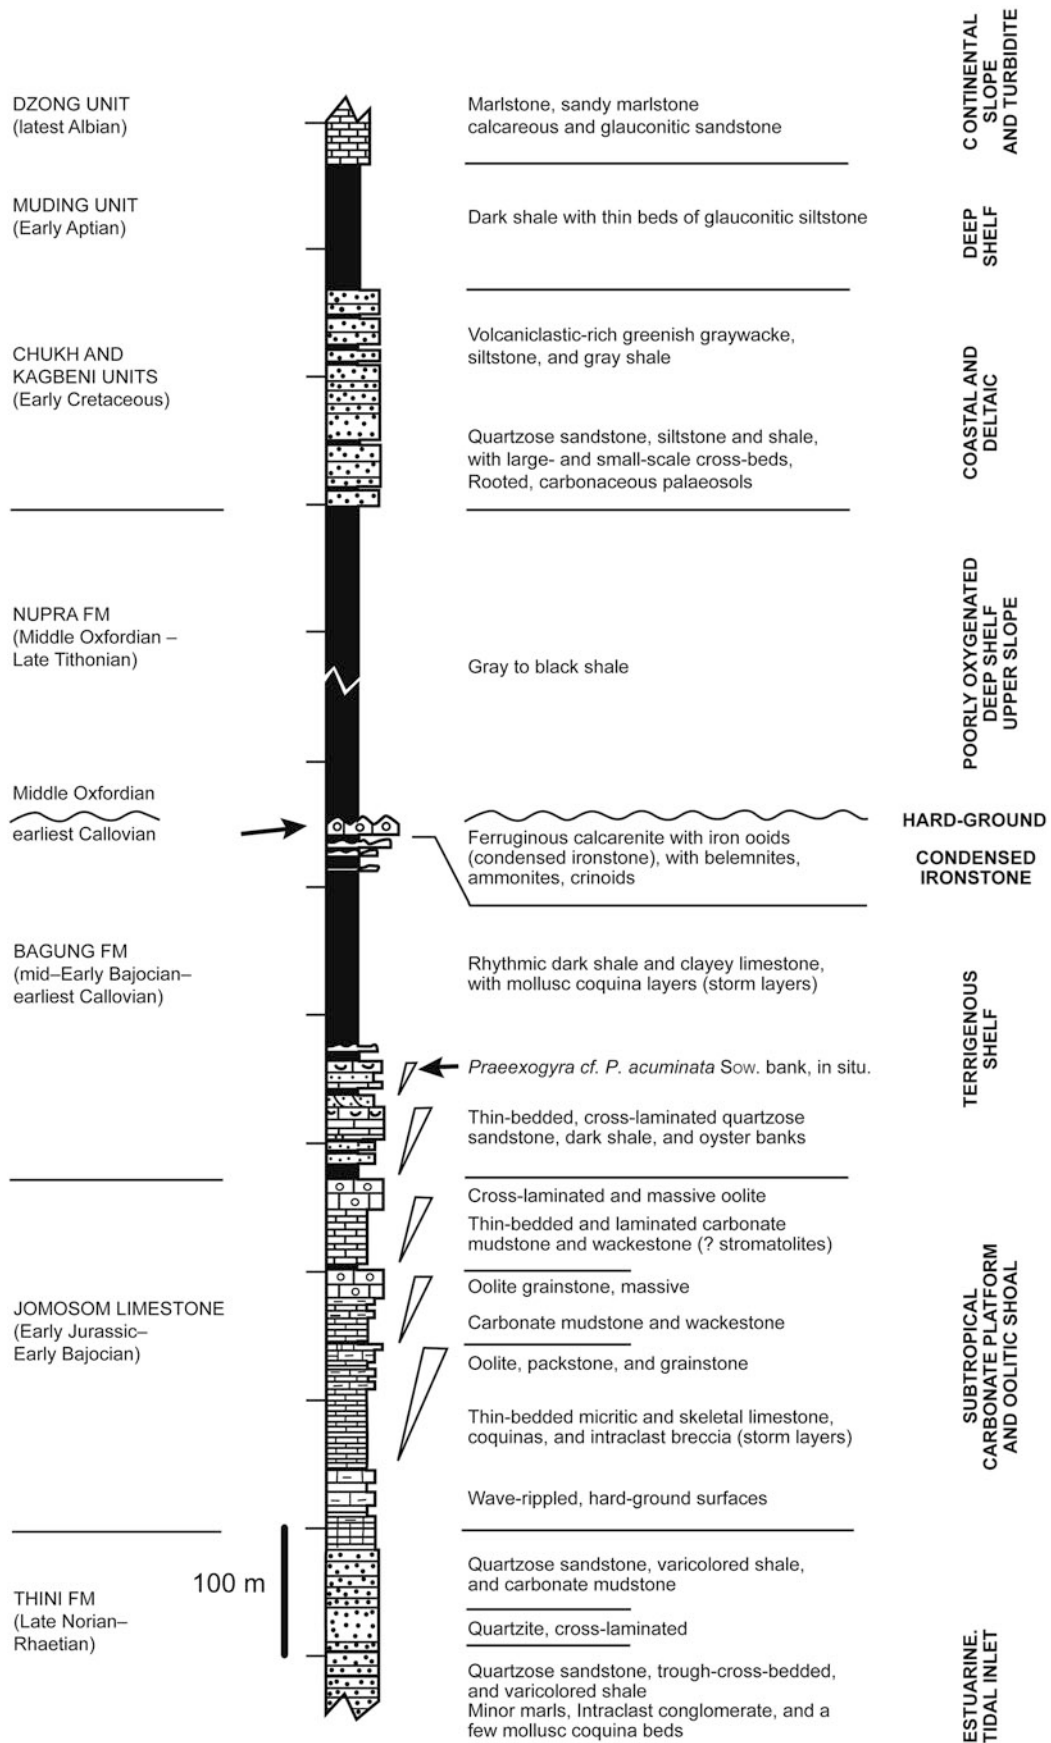 CONTINENTAL
SLOPE
AND TURBIDITE
DZONG UNIT
(latest Albian)
Marlstone, sandy marlstone
calcareous and glauconitic sandstone
MUDING UNIT
(Early Aptian)
Dark shale with thin beds of glauconitic siltstone
DEEP
SHELF
CHUKH AND
KAGBENI UNITS
(Early Cretaceous)
Volcaniclastic-rich greenish graywacke,
siltstone, and gray shale
Quartzose sandstone, siltstone and shale,
with large- and small-scale cross-beds,
Rooted, carbonaceous palaeosols
COASTAL AND
DELTAIC
NUPRA FM
(Middle Oxfordian –
Late Tithonian)
Gray to black shale
POORLY OXYGENATED
DEEP SHELF
UPPER SLOPE
Middle Oxfordian
earliest Callovian
HARD-GROUND
Ferruginous calcarenite with iron ooids
(condensed ironstone), with belemnites,
ammonites, crinoids
CONDENSED
IRONSTONE
BAGUNG FM
(mid–Early Bajocian–
earliest Callovian)
Rhythmic dark shale and clayey limestone,
with mollusc coquina layers (storm layers)
Praeexogyra cf. P. acuminata Sow. bank, in situ.
Thin-bedded, cross-laminated quartzose
sandstone, dark shale, and oyster banks
TERRIGENOUS
SHELF
JOMOSOM LIMESTONE
(Early Jurassic–
Early Bajocian)
Cross-laminated and massive oolite
Thin-bedded and laminated carbonate
mudstone and wackestone (? stromatolites)
Oolite grainstone, massive
Carbonate mudstone and wackestone
Oolite, packstone, and grainstone
Thin-bedded micritic and skeletal limestone,
coquinas, and intraclast breccia (storm layers)
Wave-rippled, hard-ground surfaces
SUBTROPICAL
CARBONATE PLATFORM
AND OOLITIC SHOAL
100 m
THINI FM
(Late Norian–
Rhaetian)
Quartzose sandstone, varicolored shale,
and carbonate mudstone
Quartzite, cross-laminated
Quartzose sandstone, trough-cross-bedded,
and varicolored shale
Minor marls, Intraclast conglomerate, and a
few mollusc coquina beds
ESTUARINE.
TIDAL INLET